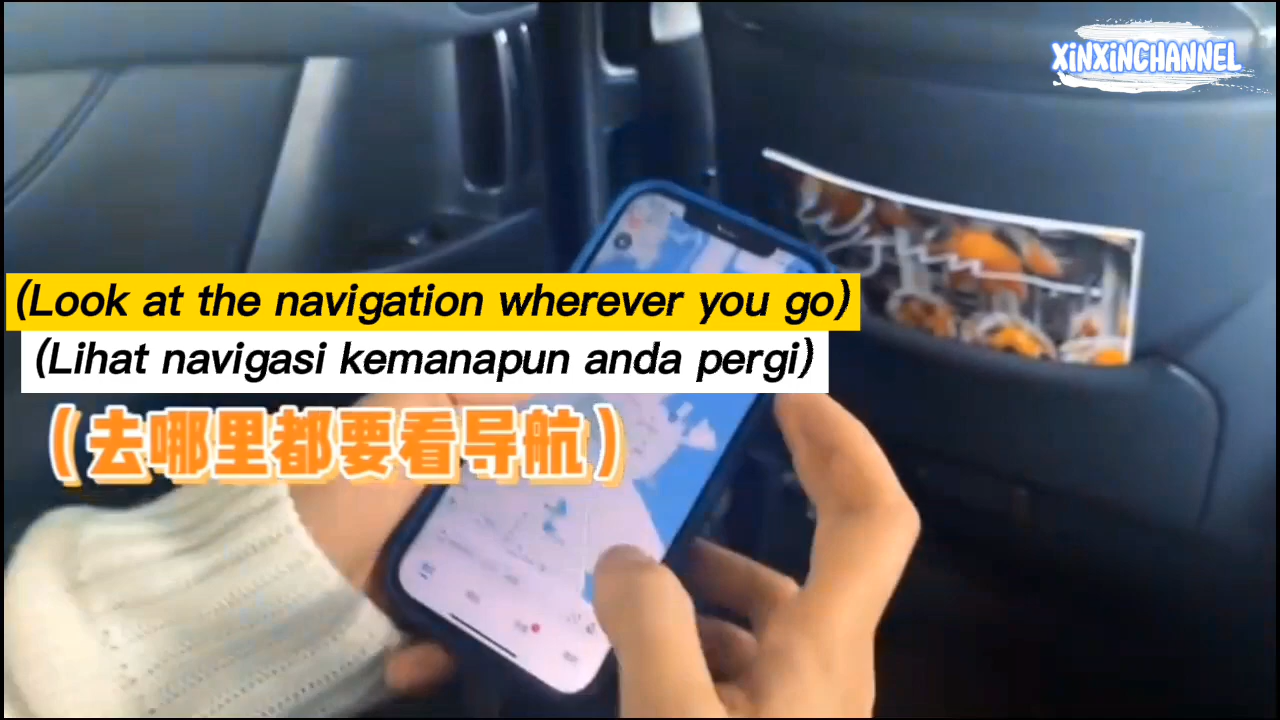 XiNXiNCHANNEL
(Look at the navigation wherever you go)
(Lihat navigasi kemanapun anda pergi)
(去哪里都要看导航)